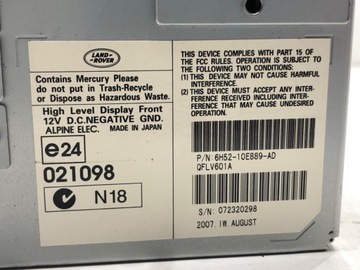 LAND-
ROVER
Contains Mercury Please
do not put in Trash-Recycle
or Dispose as Hazardous Waste.
High Level Display Front
12V D.C.NEGATIVE GND.
ALPINE ELEC. MADE IN JAPAN
e24
021098
N18
THIS DEVICE COMPLIES WITH PART 15 OF
THE FCC RULES. OPERATION IS SUBJECT TO
THE FOLLOWING TWO CONDITIONS:
(1) THIS DEVICE MAY NOT CAUSE HARMFUL
INTERFERENCE.
(2) THIS DEVICE MUST ACCEPT ANY INTER-
FERENCE RECEIVED INCLUDING INTERFERENCE
THAT MAY CAUSE UNDESIRED OPERATION.
P/N:6H52-10E889-AD
QFLV601A
S/N: 072320298
2007. IW. AUGUST